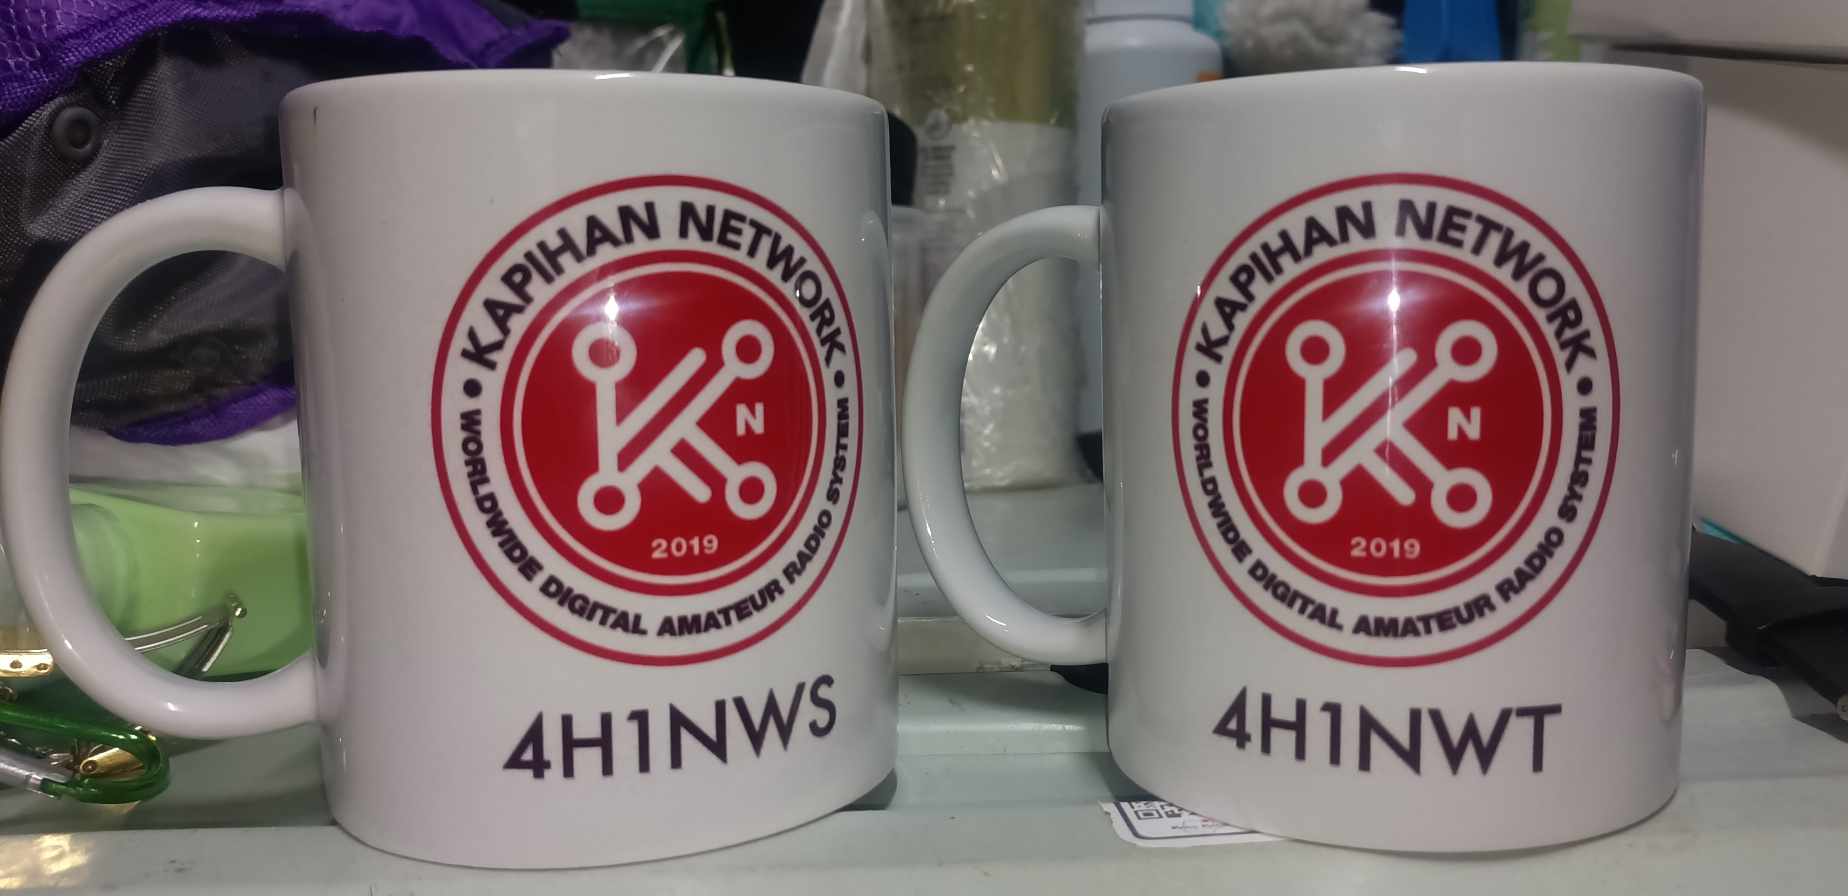 KAPIHAN NETWORK
N
2019
• WORLDWIDE DIGITAL AMATEUR RADIO SYSTEM •
4H1NWS
KAPIHAN NETWORK
N
2019
• WORLDWIDE DIGITAL AMATEUR RADIO SYSTEM •
4H1NWT